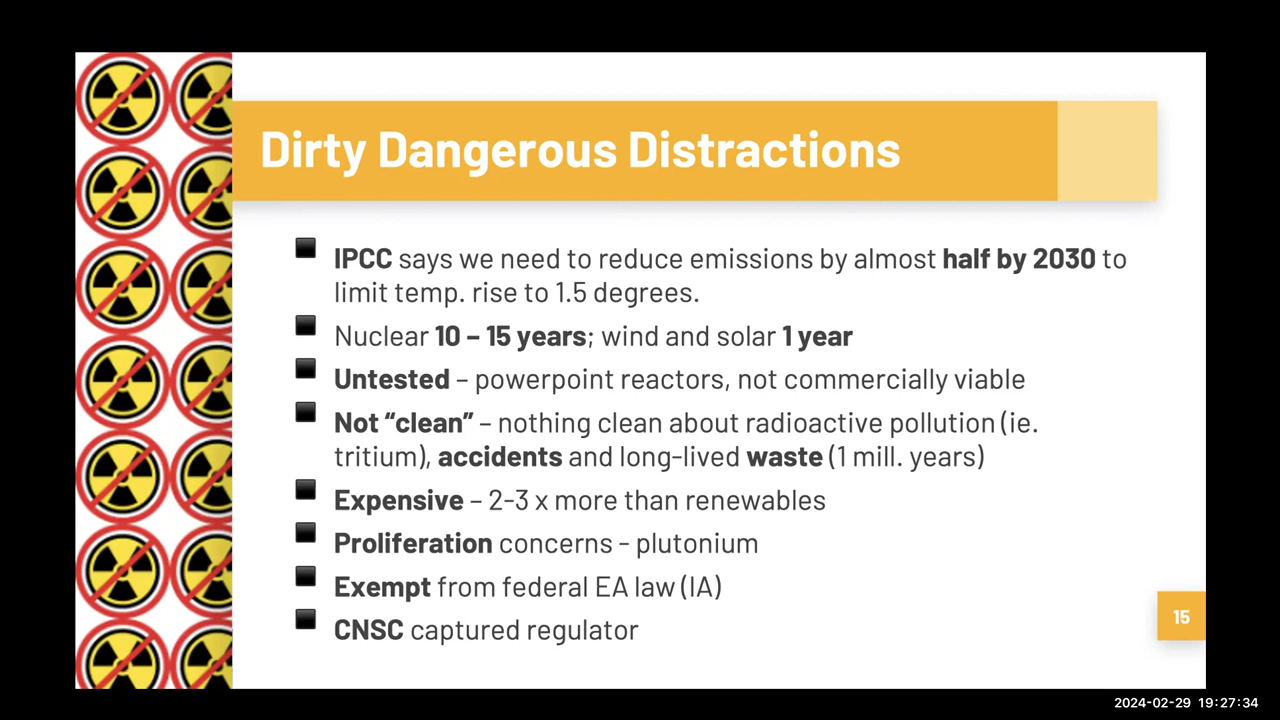 Dirty Dangerous Distractions
IPCC says we need to reduce emissions by almost half by 2030 to
limit temp. rise to 1.5 degrees.
Nuclear 10 – 15 years; wind and solar 1 year
Untested – powerpoint reactors, not commercially viable
Not “clean” – nothing clean about radioactive pollution (ie.
tritium), accidents and long-lived waste (1 mill. years)
Expensive – 2-3 x more than renewables
Proliferation concerns - plutonium
Exempt from federal EA law (IA)
CNSC captured regulator
15
2024-02-29 19:27:34